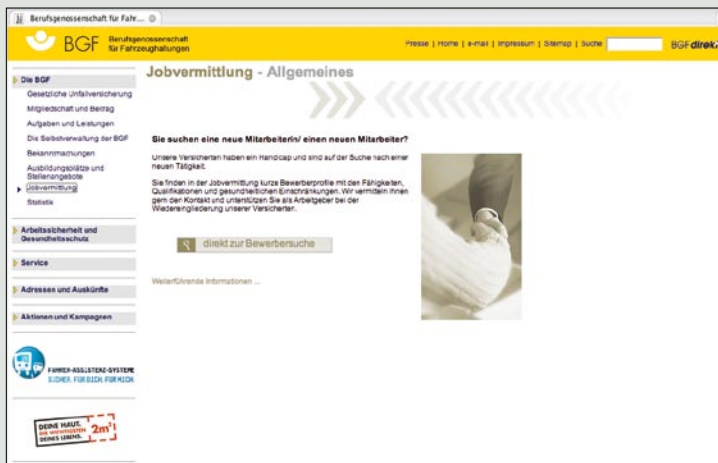 Berufsgenossenschaft für Fahr...
BGF Berufsgenossenschaft
für Fahrzeughaltungen
Presse | Home | e-mail | Impressum | Sitemap | Suche
BGFdirekt
Die BGF
Gesetzliche Unfallversicherung
Mitgliedschaft und Beitrag
Aufgaben und Leistungen
Die Selbstverwaltung der BGF
Bekanntmachungen
Ausbildungsplätze und
Stellenangebote
Jobvermittlung
Statistik
Arbeitssicherheit und
Gesundheitsschutz
Service
Adressen und Auskünfte
Aktionen und Kampagnen
FAHRER-ASSISTENZ-SYSTEME
SICHER. FÜR DICH. FÜR MICH.
DEINE HAUT.
DIE WICHTIGSTEN
DEINES LEBENS.
2m²
Jobvermittlung - Allgemeines
Sie suchen eine neue Mitarbeiterin/ einen neuen Mitarbeiter?
Unsere Versicherten haben ein Handicap und sind auf der Suche nach einer
neuen Tätigkeit.
Sie finden in der Jobvermittlung kurze Bewerberprofile mit den Fähigkeiten,
Qualifikationen und gesundheitlichen Einschränkungen. Wir vermitteln Ihnen
gern den Kontakt und unterstützen Sie als Arbeitgeber bei der
Wiedereingliederung unserer Versicherten.
direkt zur Bewerbersuche
Weiterführende Informationen ...